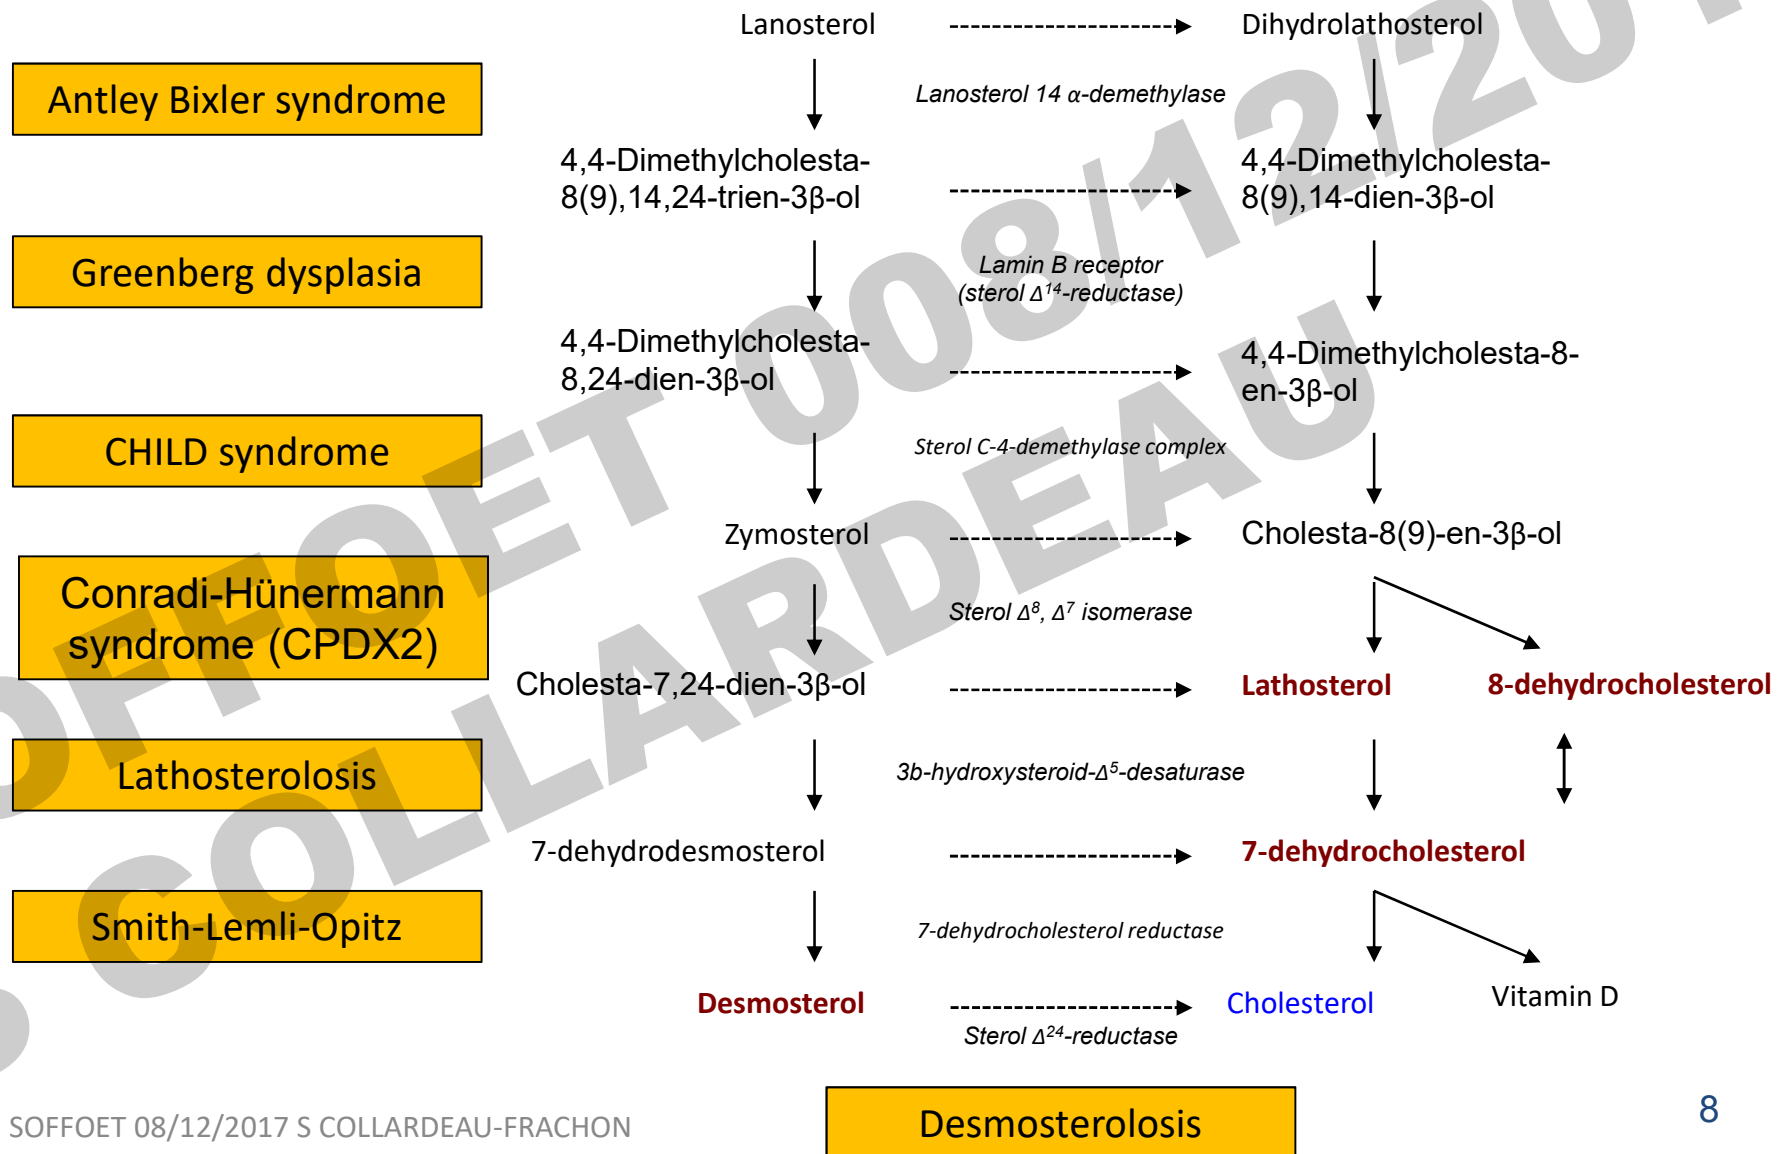 Lanosterol
Dihydrolathosterol
Antley Bixler syndrome
Lanosterol 14 α-demethylase
4,4-Dimethylcholesta-
8(9),14,24-trien-3β-ol
4,4-Dimethylcholesta-
8(9),14-dien-3β-ol
Greenberg dysplasia
Lamin B receptor
(sterol Δ¹⁴-reductase)
4,4-Dimethylcholesta-
8,24-dien-3β-ol
4,4-Dimethylcholesta-8-
en-3β-ol
CHILD syndrome
Sterol C-4-demethylase complex
Zymosterol
Cholesta-8(9)-en-3β-ol
Conradi-Hünermann
syndrome (CPDX2)
Sterol Δ⁸, Δ⁷ isomerase
Cholesta-7,24-dien-3β-ol
Lathosterol
8-dehydrocholesterol
Lathosterolosis
3b-hydroxysteroid-Δ⁵-desaturase
7-dehydrodesmosterol
7-dehydrocholesterol
Smith-Lemli-Opitz
7-dehydrocholesterol reductase
Desmosterol
Cholesterol
Vitamin D
Sterol Δ²⁴-reductase
Desmosterolosis
SOFFOET 08/12/2017 S COLLARDEAU-FRACHON
8
OFFOET 008/12/201
S COLLARDEAU